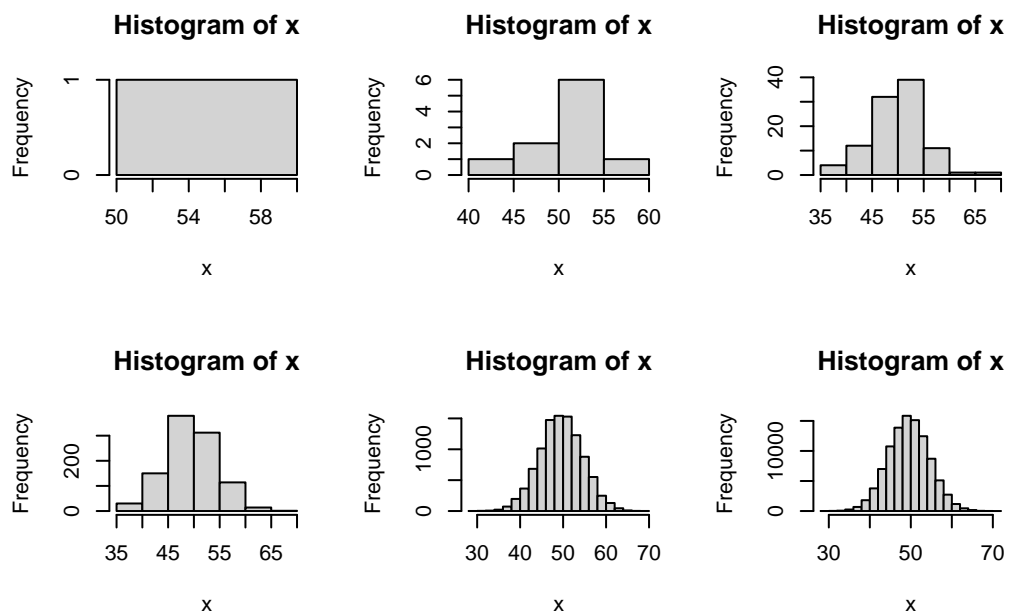 Histogram of x
Frequency
0 1
50 54 58
x
Histogram of x
Frequency
0 2 4 6
40 45 50 55 60
x
Histogram of x
Frequency
0 20 40
35 45 55 65
x
Histogram of x
Frequency
0 200
35 45 55 65
x
Histogram of x
Frequency
0 1000
30 40 50 60 70
x
Histogram of x
Frequency
0 10000
30 50 70
x